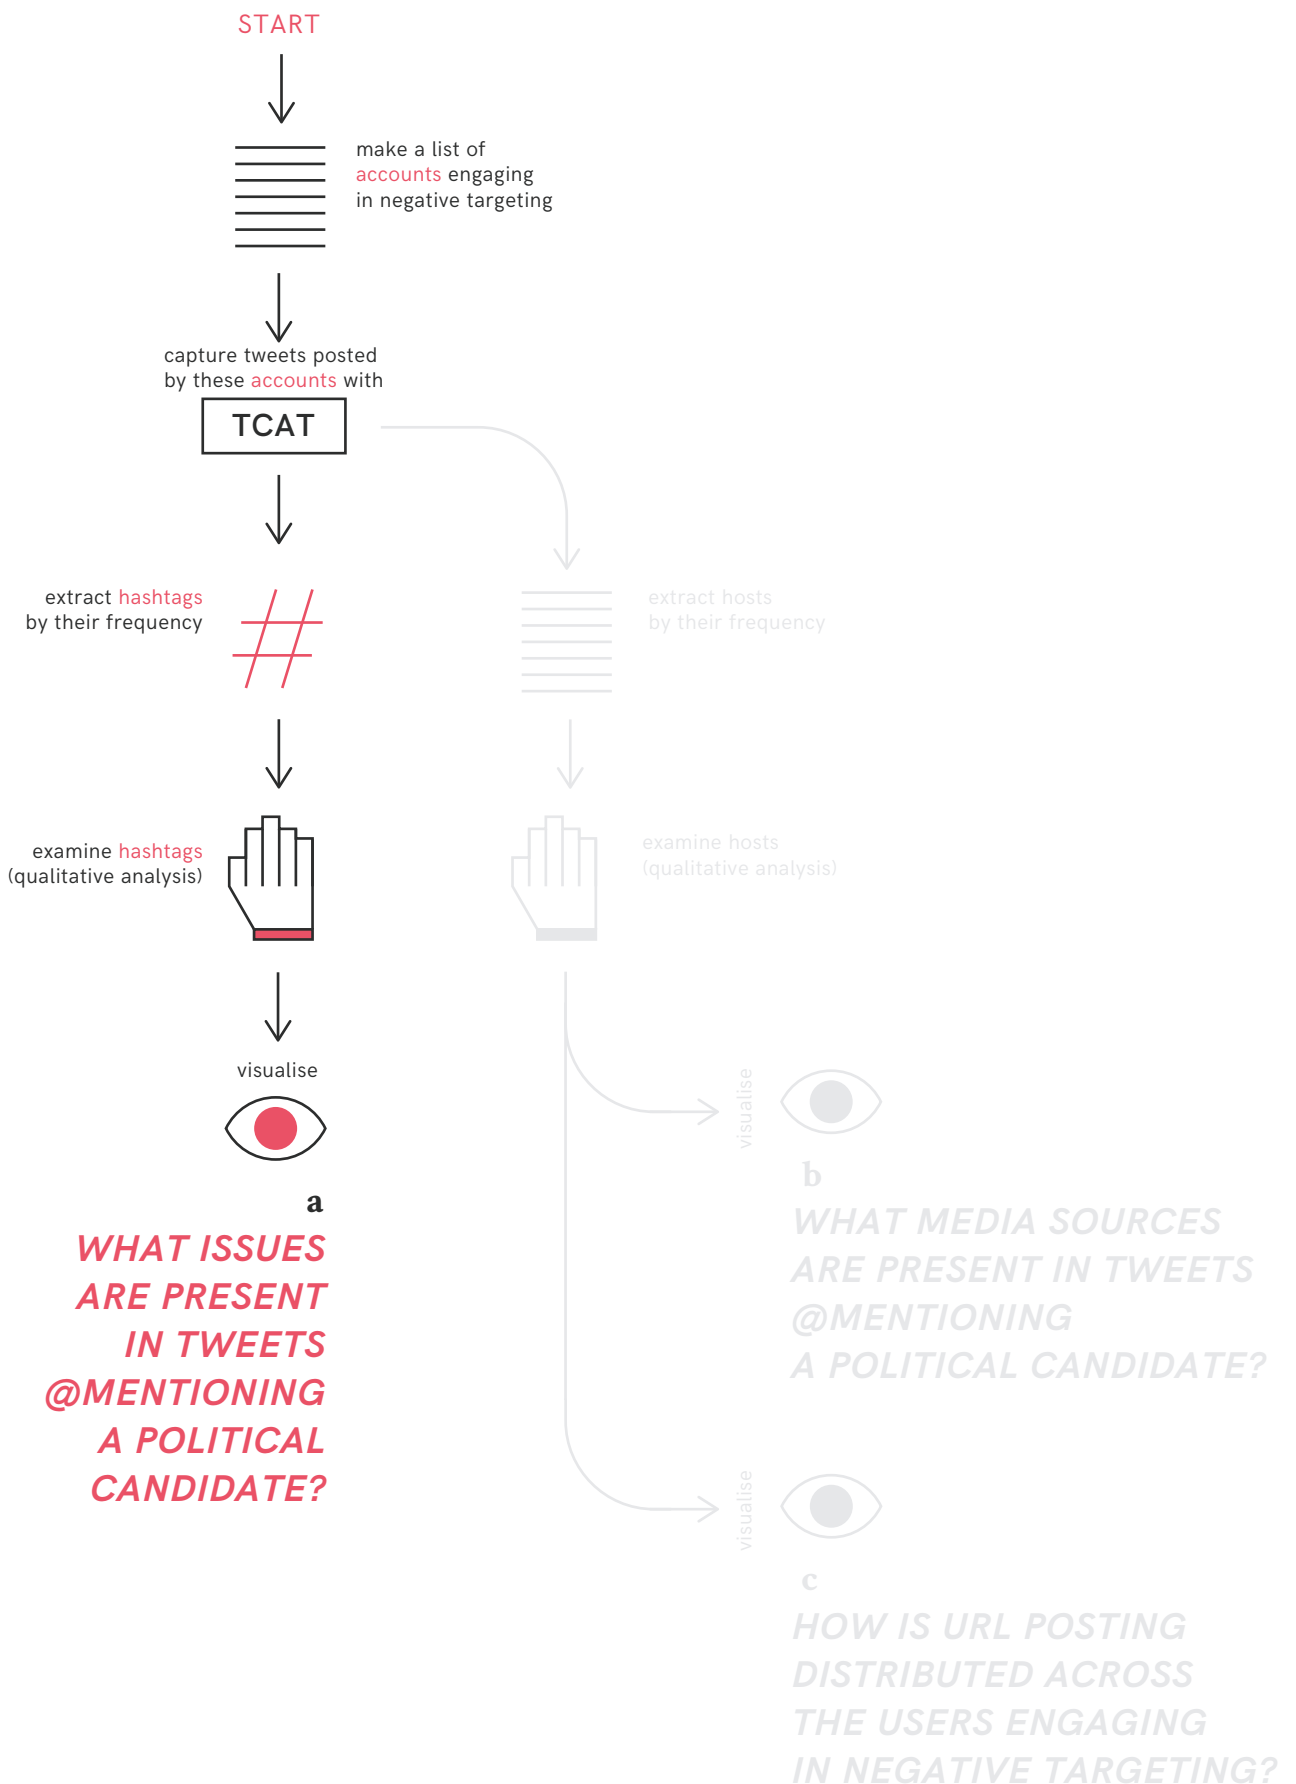 START
make a list of
accounts engaging
in negative targeting
capture tweets posted
by these accounts with
TCAT
extract hashtags
by their frequency
extract hosts
by their frequency
examine hashtags
(qualitative analysis)
examine hosts
(qualitative analysis)
visualise
a
WHAT ISSUES
ARE PRESENT
IN TWEETS
@MENTIONING
A POLITICAL
CANDIDATE?
visualise
b
WHAT MEDIA SOURCES
ARE PRESENT IN TWEETS
@MENTIONING
A POLITICAL CANDIDATE?
visualise
c
HOW IS URL POSTING
DISTRIBUTED ACROSS
THE USERS ENGAGING
IN NEGATIVE TARGETING?